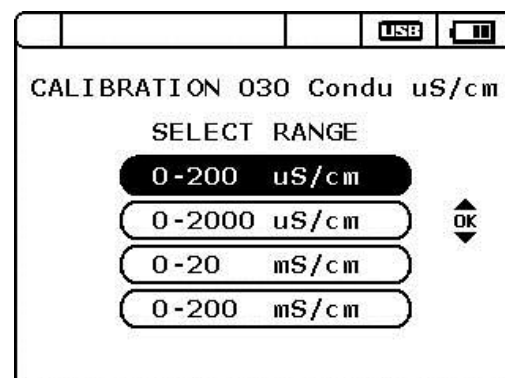 USB
CALIBRATION 030 Condu uS/cm
SELECT RANGE
0-200 uS/cm
0-2000 uS/cm
OK
0-20 mS/cm
0-200 mS/cm